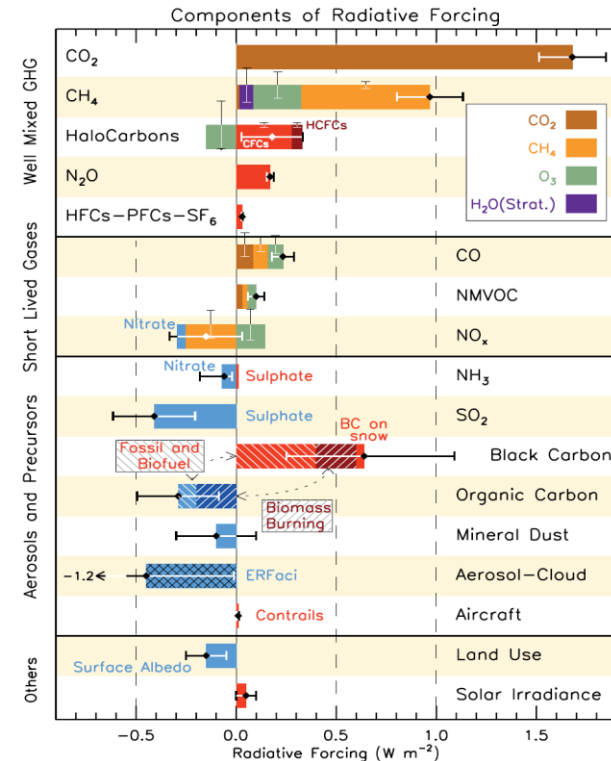 Components of Radiative Forcing
Well Mixed GHG
CO₂
CH₄
HaloCarbons
HCFCs
CFCs
N₂O
HFCs-PFCs-SF₆
CO₂
CH₄
O₃
H₂O(Strat.)
Short Lived Gases
CO
NMVOC
Nitrate
NOₓ
Aerosols and Precursors
Nitrate
Sulphate
NH₃
Sulphate
SO₂
BC on
snow
Black Carbon
Fossil and
Biofuel
Organic Carbon
Biomass
Burning
Mineral Dust
-1.2
ERFaci
Aerosol-Cloud
Contrails
Aircraft
Others
Land Use
Surface Albedo
Solar Irradiance
-0.5 0.0 0.5 1.0 1.5
Radiative Forcing (W m⁻²)